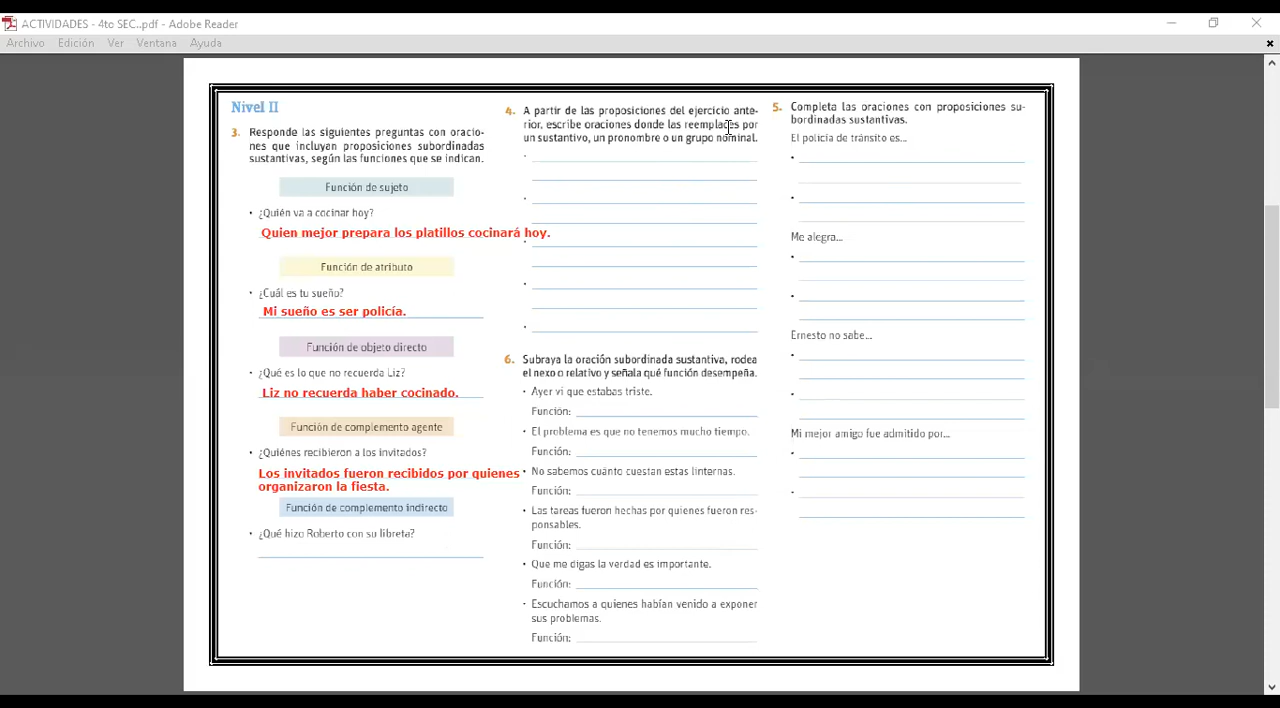 ACTIVIDADES - 4to SEC..pdf - Adobe Reader
Archivo Edición Ver Ventana Ayuda
Nivel II
3. Responde las siguientes preguntas con oracio-
nes que incluyan proposiciones subordinadas
sustantivas, según las funciones que se indican.
Función de sujeto
• ¿Quién va a cocinar hoy?
Quien mejor prepara los platillos cocinará hoy.
Función de atributo
• ¿Cuál es tu sueño?
Mi sueño es ser policía.
Función de objeto directo
• ¿Qué es lo que no recuerda Liz?
Liz no recuerda haber cocinado.
Función de complemento agente
• ¿Quiénes recibieron a los invitados?
Los invitados fueron recibidos por quienes
organizaron la fiesta.
Función de complemento indirecto
• ¿Qué hizo Roberto con su libreta?
4. A partir de las proposiciones del ejercicio ante-
rior, escribe oraciones donde las reemplaces por
un sustantivo, un pronombre o un grupo nominal.
6. Subraya la oración subordinada sustantiva, rodea
el nexo o relativo y señala qué función desempeña.
• Ayer vi que estabas triste.
Función:
• El problema es que no tenemos mucho tiempo.
Función:
• No sabemos cuánto cuestan estas linternas.
Función:
• Las tareas fueron hechas por quienes fueron res-
ponsables.
Función:
• Que me digas la verdad es importante.
Función:
• Escuchamos a quienes habían venido a exponer
sus problemas.
Función:
5. Completa las oraciones con proposiciones su-
bordinadas sustantivas.
El policía de tránsito es...
Me alegra...
Ernesto no sabe...
Mi mejor amigo fue admitido por...